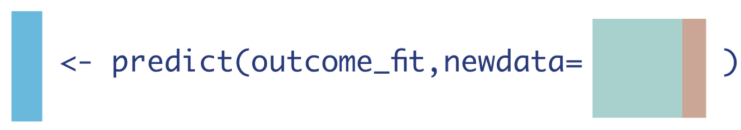 <- predict(outcome_fit,newdata= )